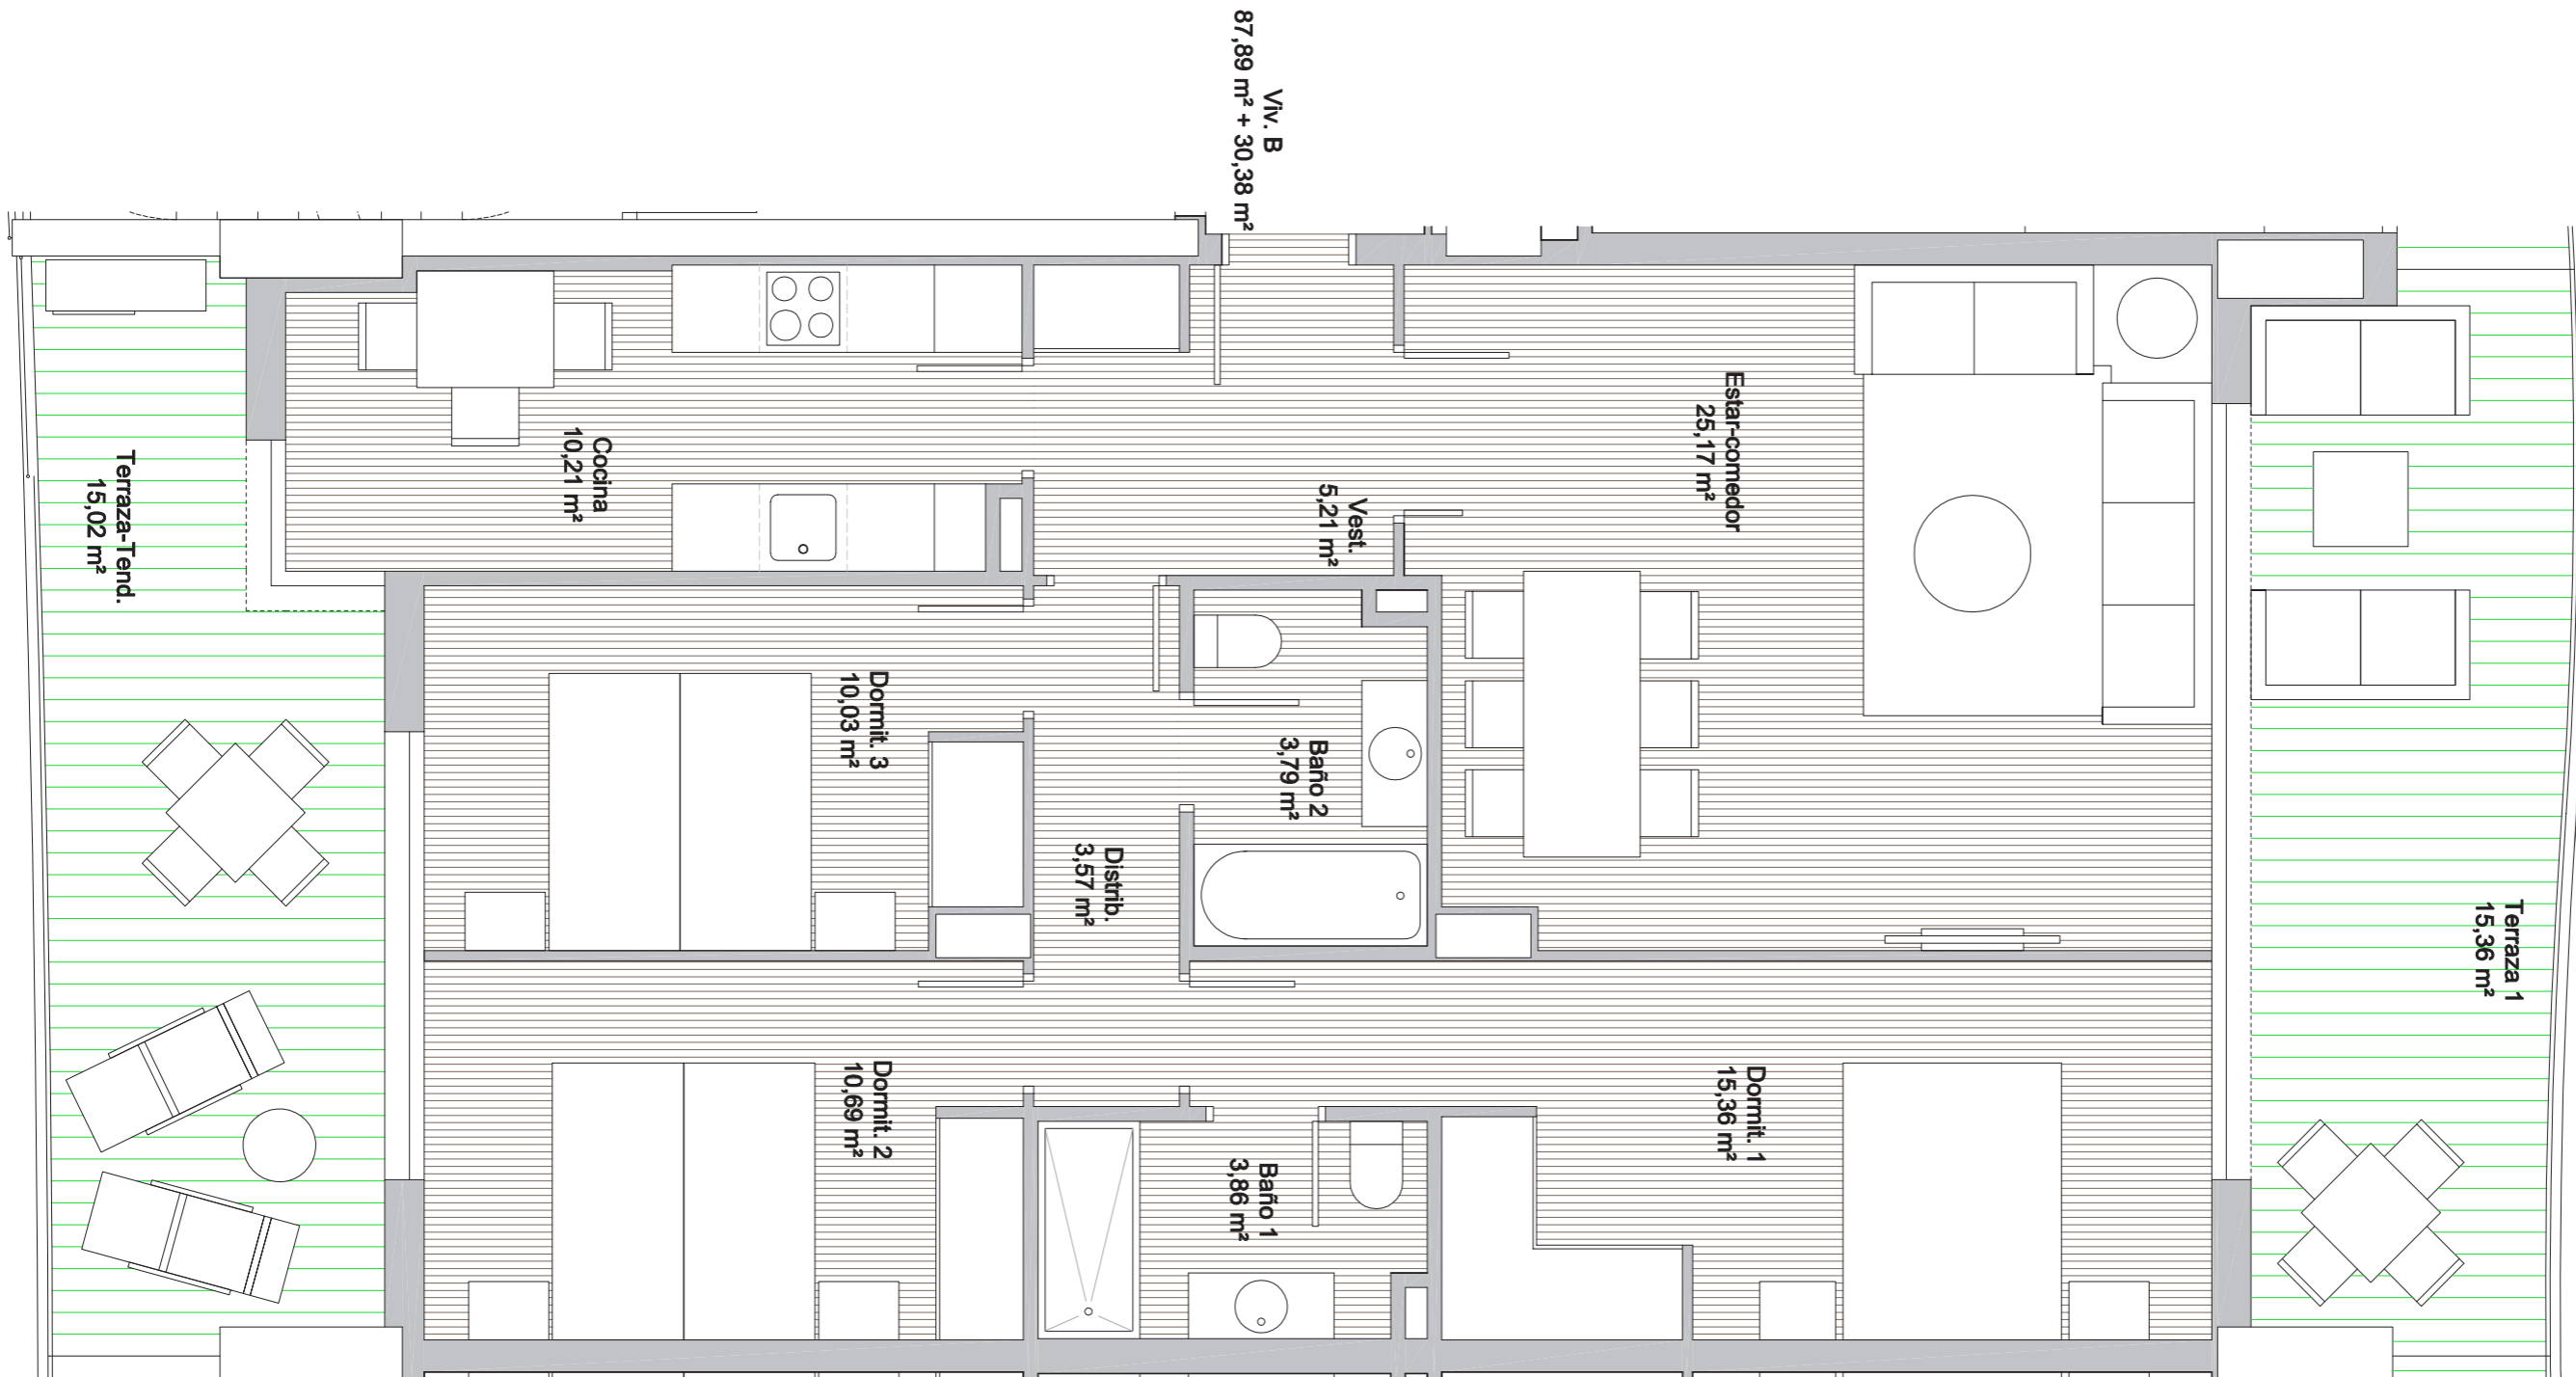 Viv. B
87,89 m² + 30,38 m²
Estar-comedor
25,17 m²
Cocina
10,21 m²
Terraza-Tend.
15,02 m²
Vest.
5,21 m²
Dormit. 3
10,03 m²
Baño 2
3,79 m²
Distrib.
3,57 m²
Terraza 1
15,36 m²
Dormit. 2
10,69 m²
Dormit. 1
15,36 m²
Baño 1
3,86 m²